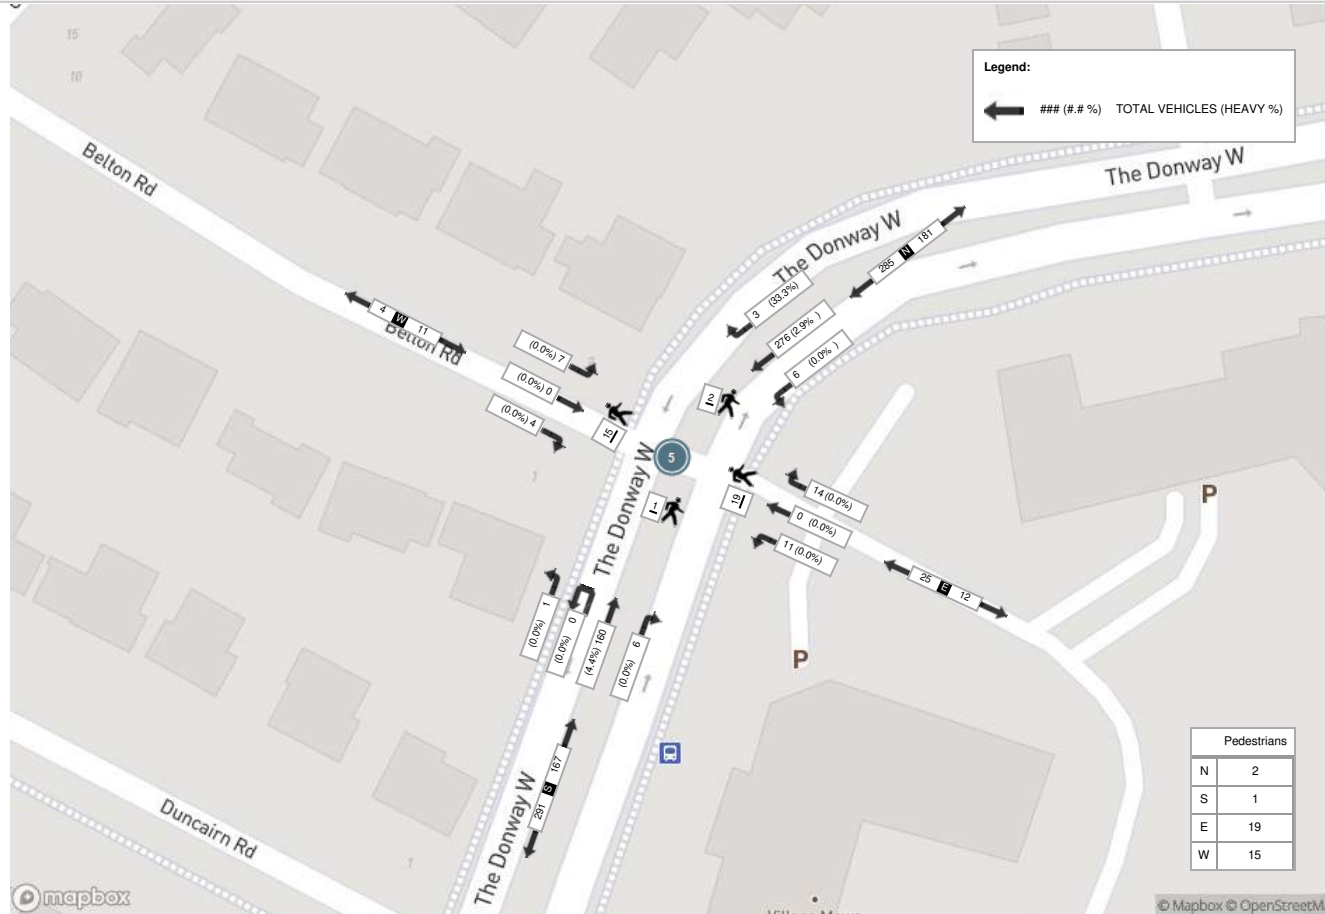 15
10
Legend:
### (#.# %) TOTAL VEHICLES (HEAVY %)
Belton Rd
The Donway W
The Donway W
285 N 181
3 (33.3%)
276 (2.9% )
6 (0.0% )
4 W 11
Belton Rd
(0.0%) 7
(0.0%) 0
(0.0%) 4
2
15
5
1
The Donway W
19
1
14 (0.0%)
0 (0.0%)
11 (0.0%)
P
25 E 12
(0.0%) 1
(0.0%) 0
(4.4%) 160
(0.0%) 6
P
291 S 167
The Donway W
Duncairn Rd
1
Pedestrians
N 2
S 1
E 19
W 15
mapbox
© Mapbox © OpenStreetM